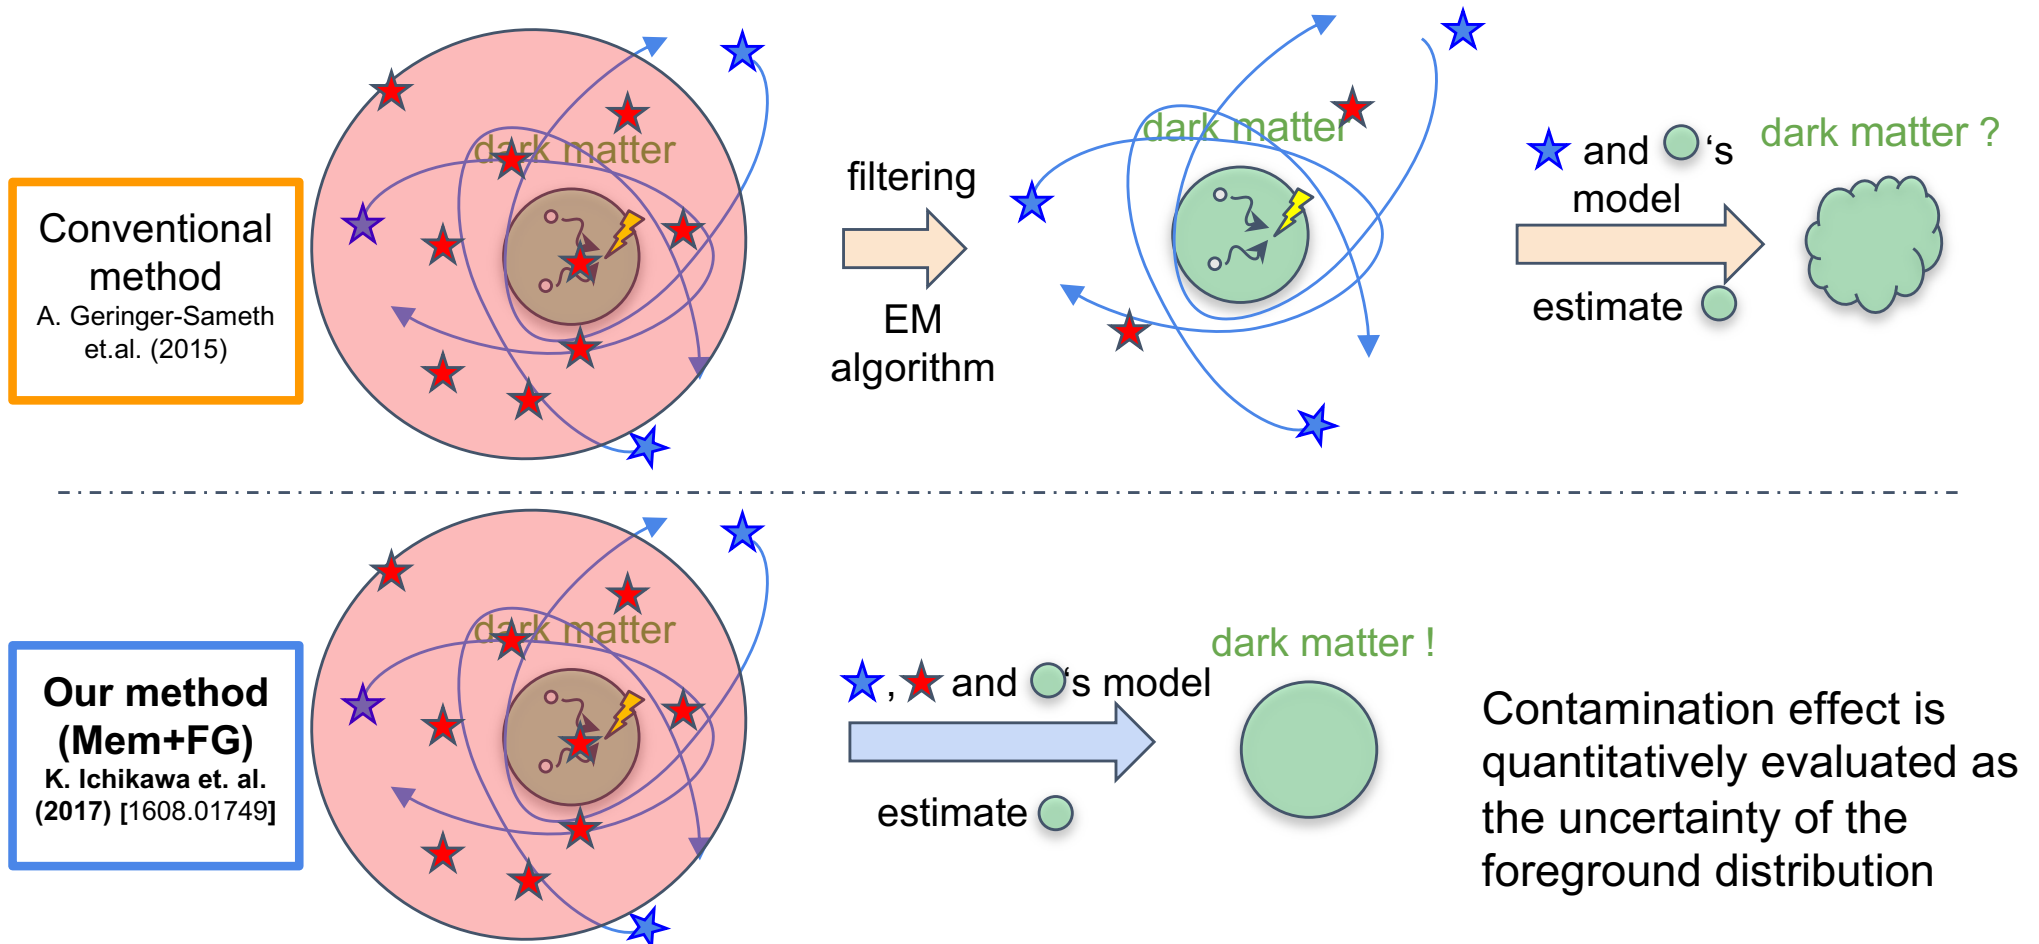 Conventional
method
A. Geringer-Sameth
et.al. (2015)
dark matter
filtering
EM
algorithm
dark matter
and 's
model
estimate
dark matter ?
Our method
(Mem+FG)
K. Ichikawa et. al.
(2017) [1608.01749]
dark matter
, and 's model
estimate
dark matter !
Contamination effect is
quantitatively evaluated as
the uncertainty of the
foreground distribution